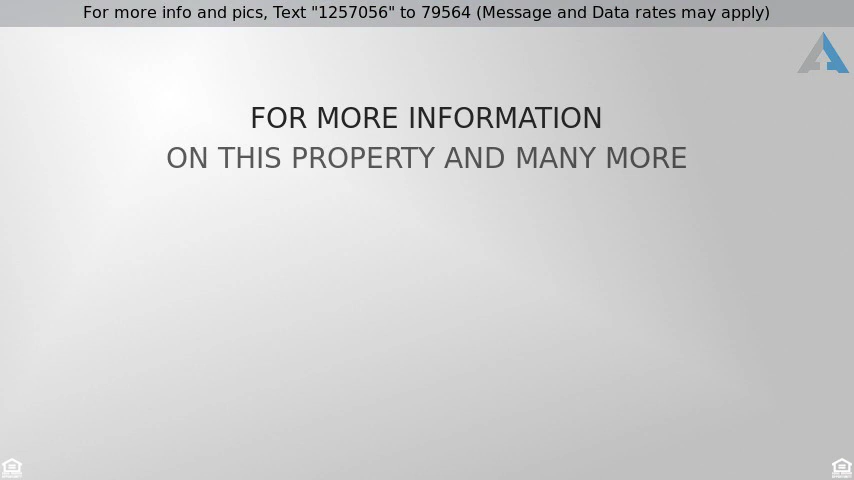 For more info and pics, Text "1257056" to 79564 (Message and Data rates may apply)
FOR MORE INFORMATION
ON THIS PROPERTY AND MANY MORE